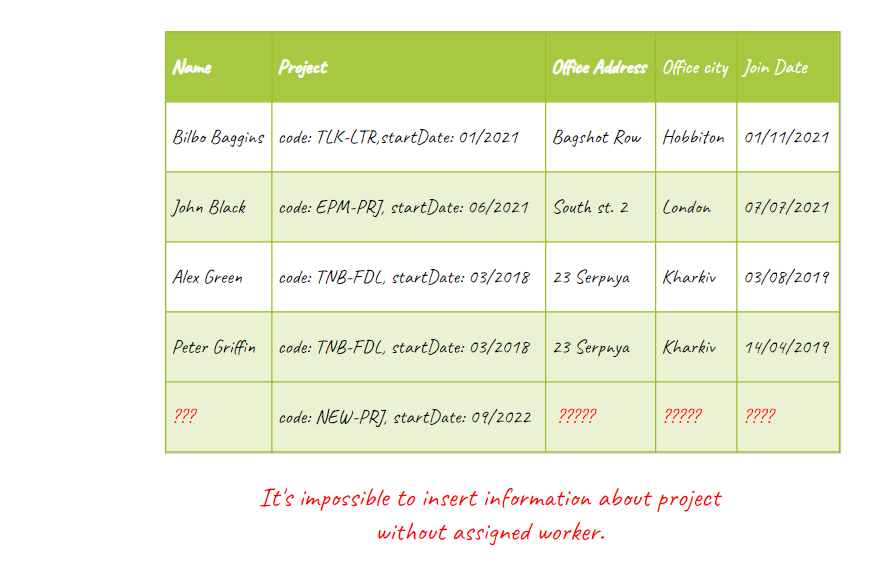 Name Project Office Address Office city Join Date
Bilbo Baggins code: TLK-LTR,startDate: 01/2021 Bagshot Row Hobbiton 01/11/2021
John Black code: EPM-PRJ, startDate: 06/2021 South st. 2 London 07/07/2021
Alex Green code: TNB-FDL, startDate: 03/2018 23 Serpnya Kharkiv 03/08/2019
Peter Griffin code: TNB-FDL, startDate: 03/2018 23 Serpnya Kharkiv 14/04/2019
??? code: NEW-PRJ, startDate: 09/2022 ????? ????? ????
It's impossible to insert information about project
without assigned worker.